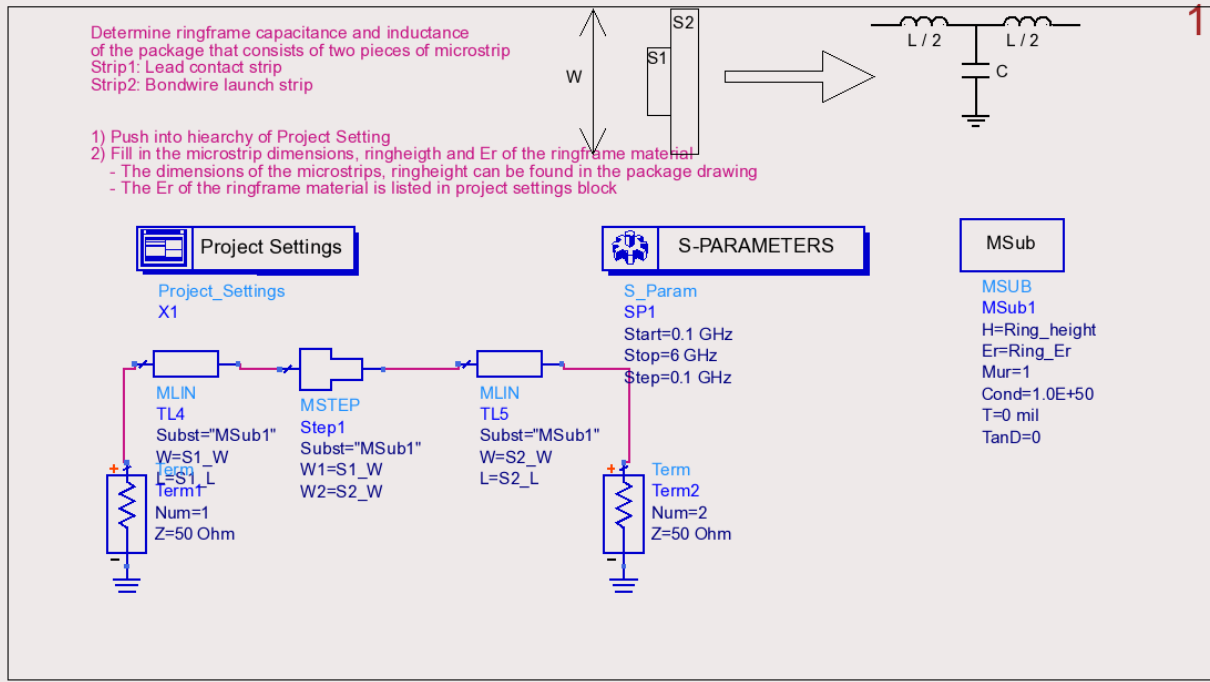 1
Determine ringframe capacitance and inductance
of the package that consists of two pieces of microstrip
Strip1: Lead contact strip
Strip2: Bondwire launch strip
W
S1
S2
L / 2
L / 2
C
1) Push into hiearchy of Project Setting
2) Fill in the microstrip dimensions, ringheigth and Er of the ringframe material
- The dimensions of the microstrips, ringheight can be found in the package drawing
- The Er of the ringframe material is listed in project settings block
Project Settings
Project_Settings
X1
S-PARAMETERS
S_Param
SP1
Start=0.1 GHz
Stop=6 GHz
Step=0.1 GHz
MSub
MSUB
MSub1
H=Ring_height
Er=Ring_Er
Mur=1
Cond=1.0E+50
T=0 mil
TanD=0
MLIN
TL4
Subst="MSub1"
W=S1_W
L=S1_L
MSTEP
Step1
Subst="MSub1"
W1=S1_W
W2=S2_W
MLIN
TL5
Subst="MSub1"
W=S2_W
L=S2_L
+
Term
Term1
Num=1
Z=50 Ohm
−
+
Term
Term2
Num=2
Z=50 Ohm
−